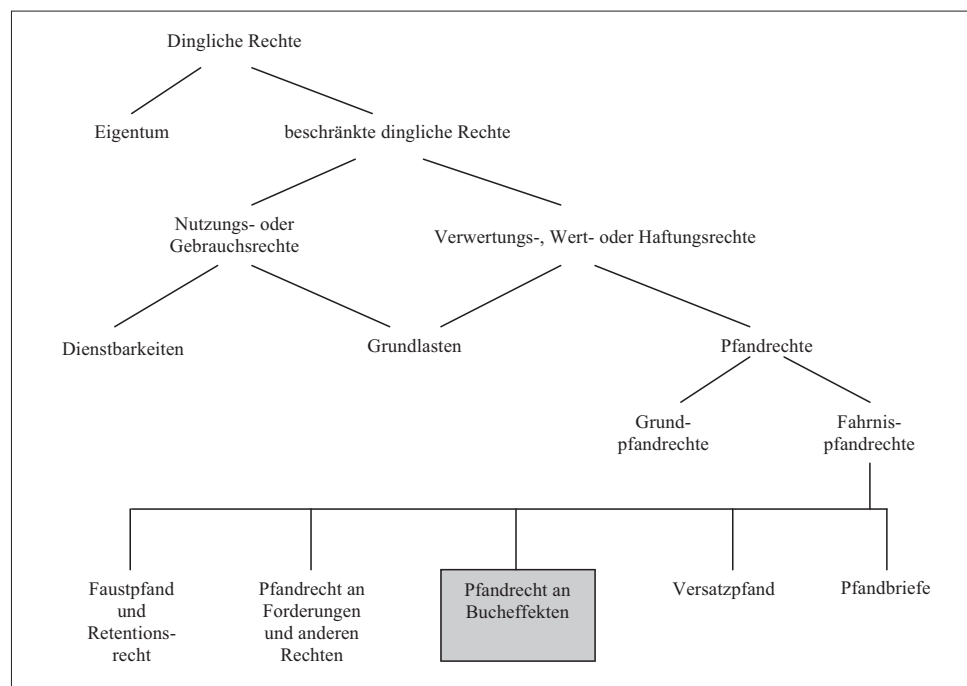 Dingliche Rechte
Eigentum
beschränkte dingliche Rechte
Nutzungs- oder
Gebrauchsrechte
Verwertungs-, Wert- oder Haftungsrechte
Dienstbarkeiten
Grundlasten
Pfandrechte
Grund-
pfandrechte
Fahrnis-
pfandrechte
Faustpfand
und
Retentions-
recht
Pfandrecht an
Forderungen
und anderen
Rechten
Pfandrecht an
Bucheffekten
Versatzpfand
Pfandbriefe